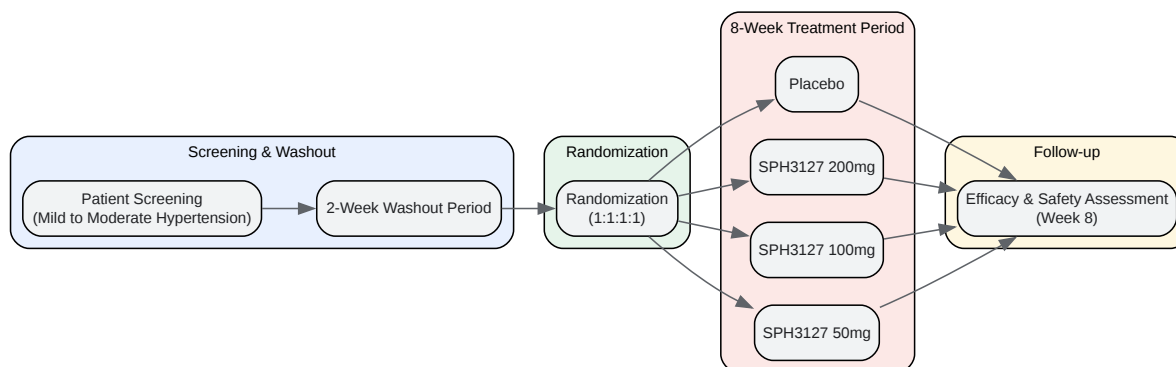 Screening & Washout
Patient Screening
(Mild to Moderate Hypertension)
2-Week Washout Period
Randomization
Randomization
(1:1:1:1)
8-Week Treatment Period
Placebo
SPH3127 200mg
SPH3127 100mg
SPH3127 50mg
Follow-up
Efficacy & Safety Assessment
(Week 8)